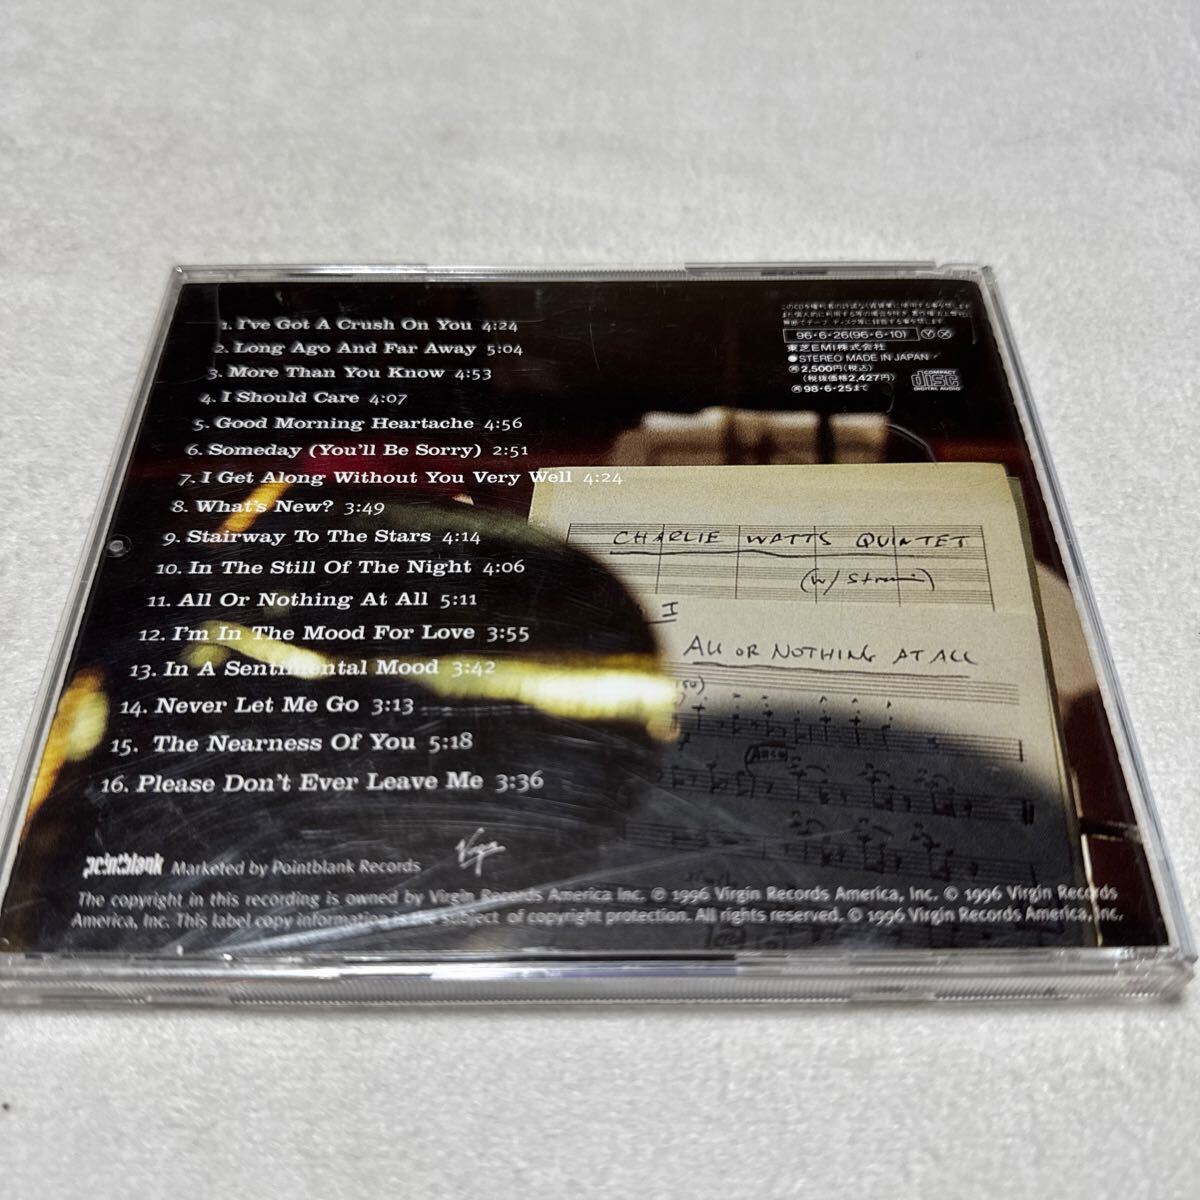 1. I've Got A Crush On You 4:24
2. Long Ago And Far Away 5:04
3. More Than You Know 4:53
4. I Should Care 4:07
5. Good Morning Heartache 4:56
6. Someday (You'll Be Sorry) 2:51
7. I Get Along Without You Very Well 4:24
8. What's New? 3:49
9. Stairway To The Stars 4:14
10. In The Still Of The Night 4:06
11. All Or Nothing At All 5:11
12. I'm In The Mood For Love 3:55
13. In A Sentimental Mood 3:42
14. Never Let Me Go 3:13
15. The Nearness Of You 5:18
16. Please Don't Ever Leave Me 3:36
96・6・26(96・6・10) Ⓨ Ⓧ
東芝EMI株式会社
●STEREO MADE IN JAPAN
2,500円(税込)
(税抜価格2,427円)
98・6・25まで
COMPACT
disc
DIGITAL AUDIO
CHARLIE WATTS QUINTET
I
ALL OR NOTHING AT ALL
pointblank Marketed by Pointblank Records
Virgin
The copyright in this recording is owned by Virgin Records America Inc. ℗ 1996 Virgin Records America, Inc. © 1996 Virgin Records
America, Inc. This label copy information is the subject of copyright protection. All rights reserved. © 1996 Virgin Records America, Inc.